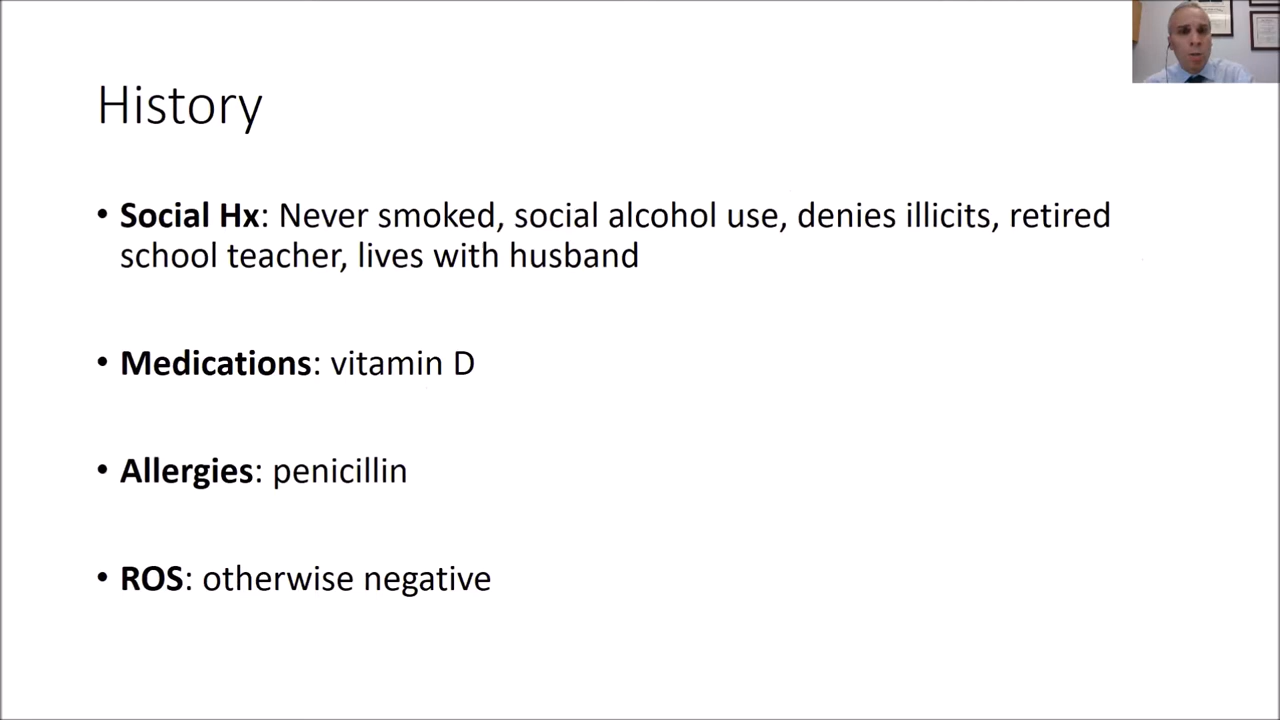 History
• Social Hx: Never smoked, social alcohol use, denies illicits, retired
school teacher, lives with husband
• Medications: vitamin D
• Allergies: penicillin
• ROS: otherwise negative